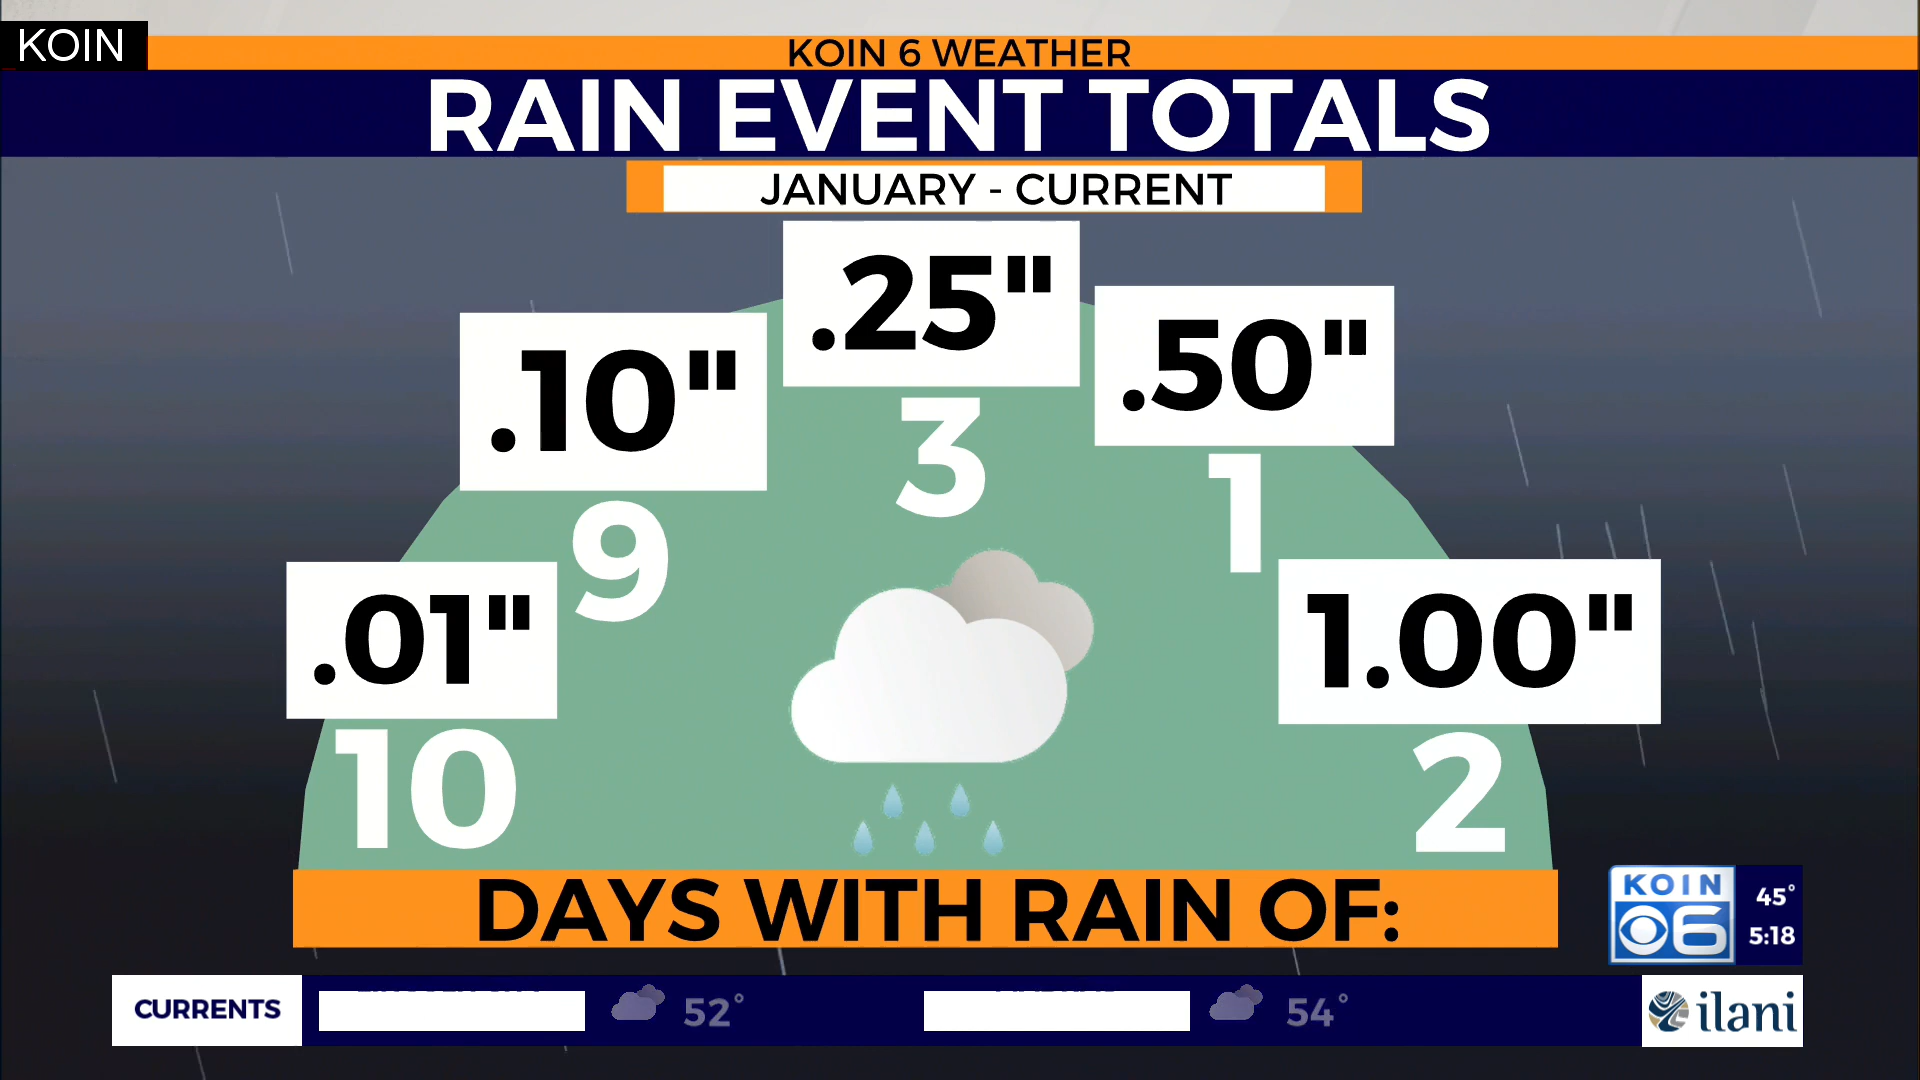 KOIN
KOIN 6 WEATHER
RAIN EVENT TOTALS
JANUARY - CURRENT
.01"
10
.10"
9
.25"
3
.50"
1
1.00"
2
DAYS WITH RAIN OF:
KOIN
6
45°
5:18
CURRENTS
52°
54°
ilani